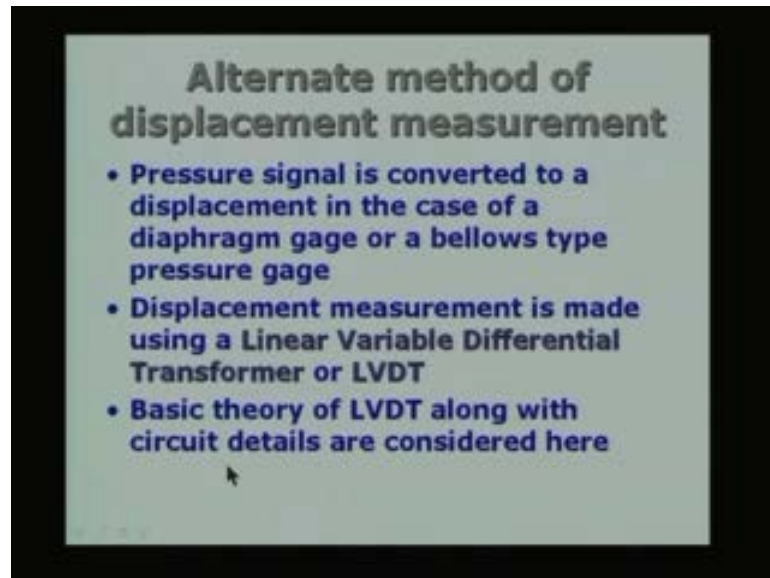 Alternate method of
displacement measurement
• Pressure signal is converted to a
displacement in the case of a
diaphragm gage or a bellows type
pressure gage
• Displacement measurement is made
using a Linear Variable Differential
Transformer or LVDT
• Basic theory of LVDT along with
circuit details are considered here